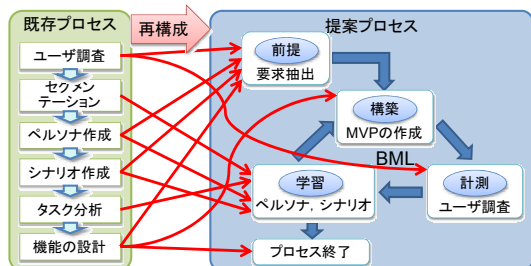 既存プロセス
再構成
提案プロセス
ユーザ調査
セグメン
テーション
ペルソナ作成
シナリオ作成
タスク分析
機能の設計
前提
要求抽出
構築
MVPの作成
BML
学習
ペルソナ，シナリオ
計測
ユーザ調査
プロセス終了